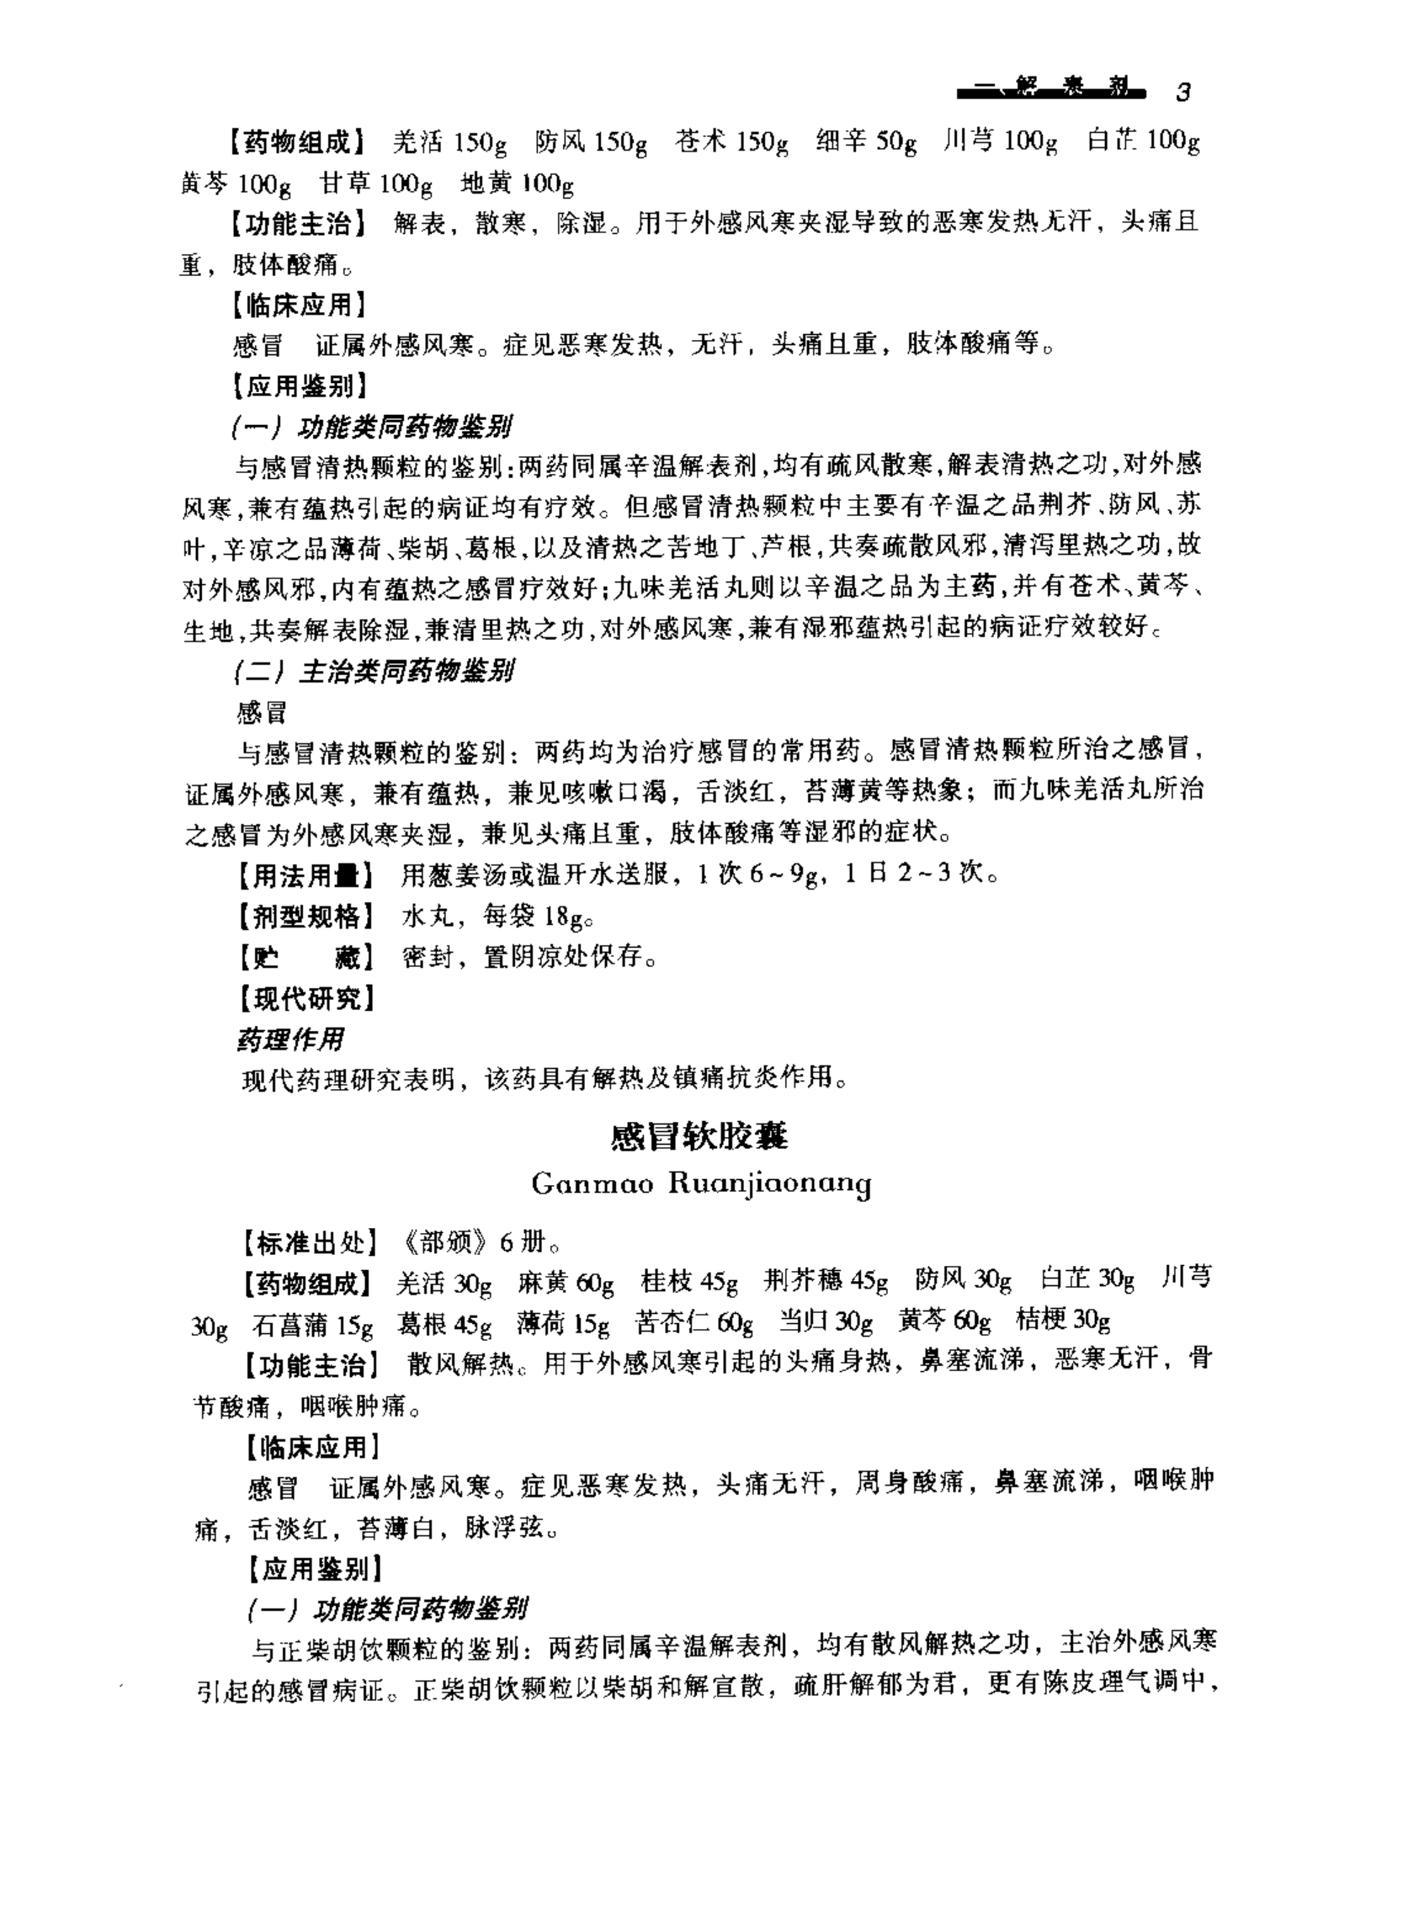 一、解表剂 3
【药物组成】 羌活 150g 防风 150g 苍术 150g 细辛 50g 川芎 100g 白芷 100g
黄芩 100g 甘草 100g 地黄 100g
【功能主治】 解表，散寒，除湿。用于外感风寒夹湿导致的恶寒发热无汗，头痛且
重，肢体酸痛。
【临床应用】
感冒 证属外感风寒。症见恶寒发热，无汗，头痛且重，肢体酸痛等。
【应用鉴别】
(一) 功能类同药物鉴别
与感冒清热颗粒的鉴别:两药同属辛温解表剂,均有疏风散寒,解表清热之功,对外感
风寒,兼有蕴热引起的病证均有疗效。但感冒清热颗粒中主要有辛温之品荆芥、防风、苏
叶,辛凉之品薄荷、柴胡、葛根,以及清热之苦地丁、芦根,共奏疏散风邪,清泻里热之功,故
对外感风邪,内有蕴热之感冒疗效好;九味羌活丸则以辛温之品为主药,并有苍术、黄芩、
生地,共奏解表除湿,兼清里热之功,对外感风寒,兼有湿邪蕴热引起的病证疗效较好。
(二) 主治类同药物鉴别
感冒
与感冒清热颗粒的鉴别：两药均为治疗感冒的常用药。感冒清热颗粒所治之感冒，
证属外感风寒，兼有蕴热，兼见咳嗽口渴，舌淡红，苔薄黄等热象；而九味羌活丸所治
之感冒为外感风寒夹湿，兼见头痛且重，肢体酸痛等湿邪的症状。
【用法用量】 用葱姜汤或温开水送服，1 次 6~9g，1 日 2~3 次。
【剂型规格】 水丸，每袋 18g。
【贮 藏】 密封，置阴凉处保存。
【现代研究】
药理作用
现代药理研究表明，该药具有解热及镇痛抗炎作用。
感冒软胶囊
Ganmao Ruanjiaonang
【标准出处】《部颁》6 册。
【药物组成】 羌活 30g 麻黄 60g 桂枝 45g 荆芥穗 45g 防风 30g 白芷 30g 川芎
30g 石菖蒲 15g 葛根 45g 薄荷 15g 苦杏仁 60g 当归 30g 黄芩 60g 桔梗 30g
【功能主治】 散风解热。用于外感风寒引起的头痛身热，鼻塞流涕，恶寒无汗，骨
节酸痛，咽喉肿痛。
【临床应用】
感冒 证属外感风寒。症见恶寒发热，头痛无汗，周身酸痛，鼻塞流涕，咽喉肿
痛，舌淡红，苔薄白，脉浮弦。
【应用鉴别】
(一) 功能类同药物鉴别
与正柴胡饮颗粒的鉴别：两药同属辛温解表剂，均有散风解热之功，主治外感风寒
引起的感冒病证。正柴胡饮颗粒以柴胡和解宣散，疏肝解郁为君，更有陈皮理气调中，